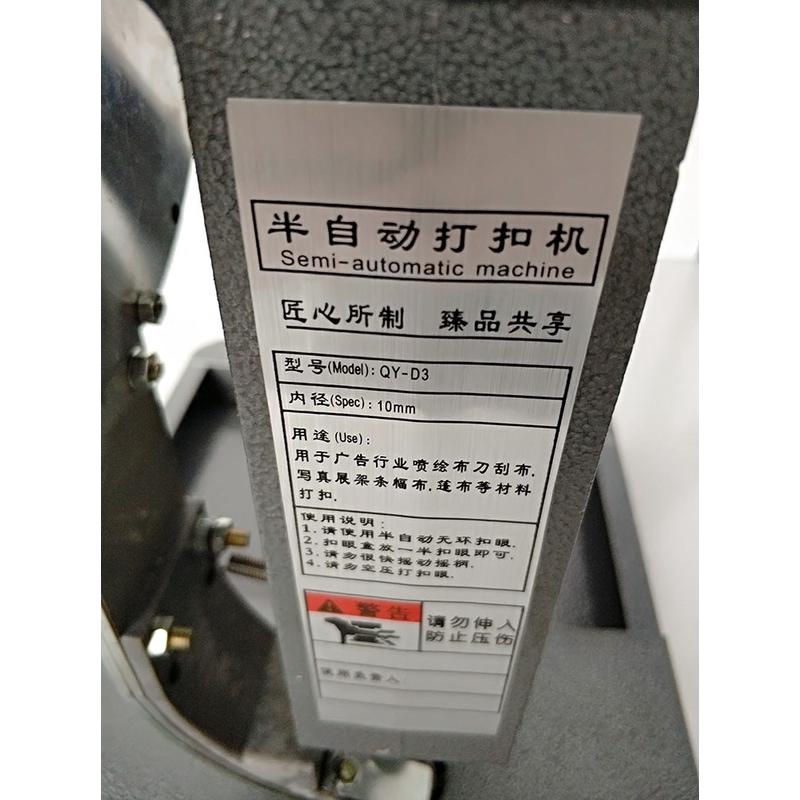 半自动打扣机
Semi-automatic machine
匠心所制 臻品共享
型号(Model): QY-D3
内径(Spec): 10mm
用途(Use):
用于广告行业喷绘布刀刮布.
写真展架条幅布.篷布等材料
打扣.
使用说明:
1. 请使用半自动无环扣眼.
2. 扣眼盒放一半扣眼即可.
3. 请勿很快摇动摇柄.
4. 请勿空压打扣眼.
警告
请勿伸入
防止压伤